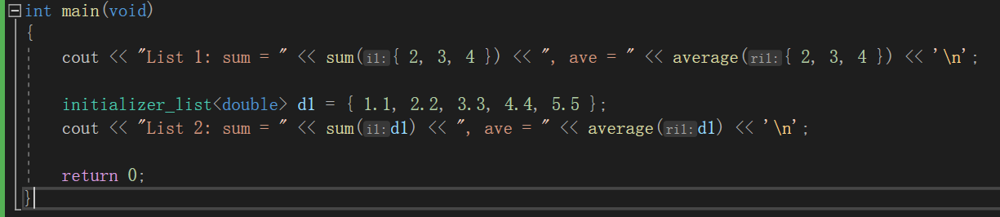 int main(void)
{
cout << "List 1: sum = " << sum(il:{ 2, 3, 4 }) << ", ave = " << average(ril:{ 2, 3, 4 }) << '\n';
initializer_list<double> dl = { 1.1, 2.2, 3.3, 4.4, 5.5 };
cout << "List 2: sum = " << sum(il:dl) << ", ave = " << average(ril:dl) << '\n';
return 0;
}